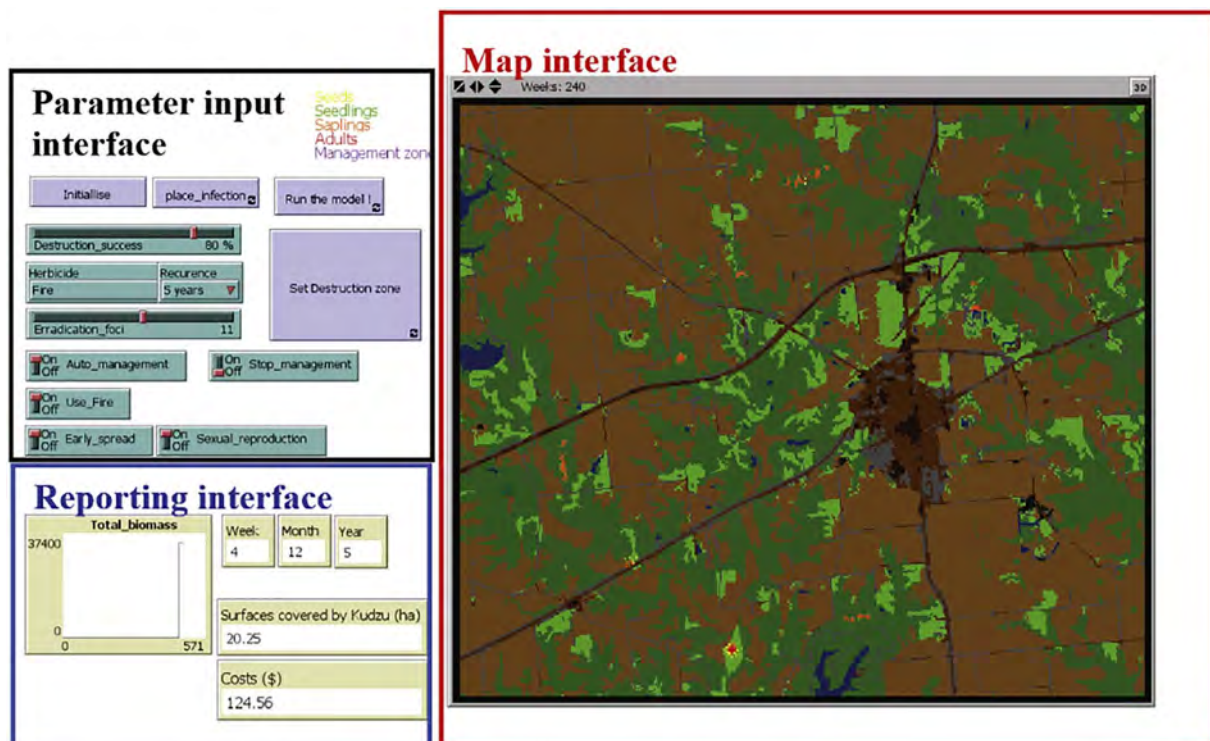 Map interface
Weeks: 240
3D
Parameter input
interface
Seeds
Seedlings
Saplings
Adults
Management zone
Initiallise
place_infection
Run the model !
Destruction_success 80 %
Herbicide
Fire
Recurence
5 years
Set Destruction zone
Erradication_foci 11
On
Off
Auto_management
On
Off
Stop_management
On
Off
Use_Fire
On
Off
Early_spread
On
Off
Sexual_reproduction
Reporting interface
Total_biomass
37400
0
0
571
Week
4
Month
12
Year
5
Surfaces covered by Kudzu (ha)
20.25
Costs ($)
124.56